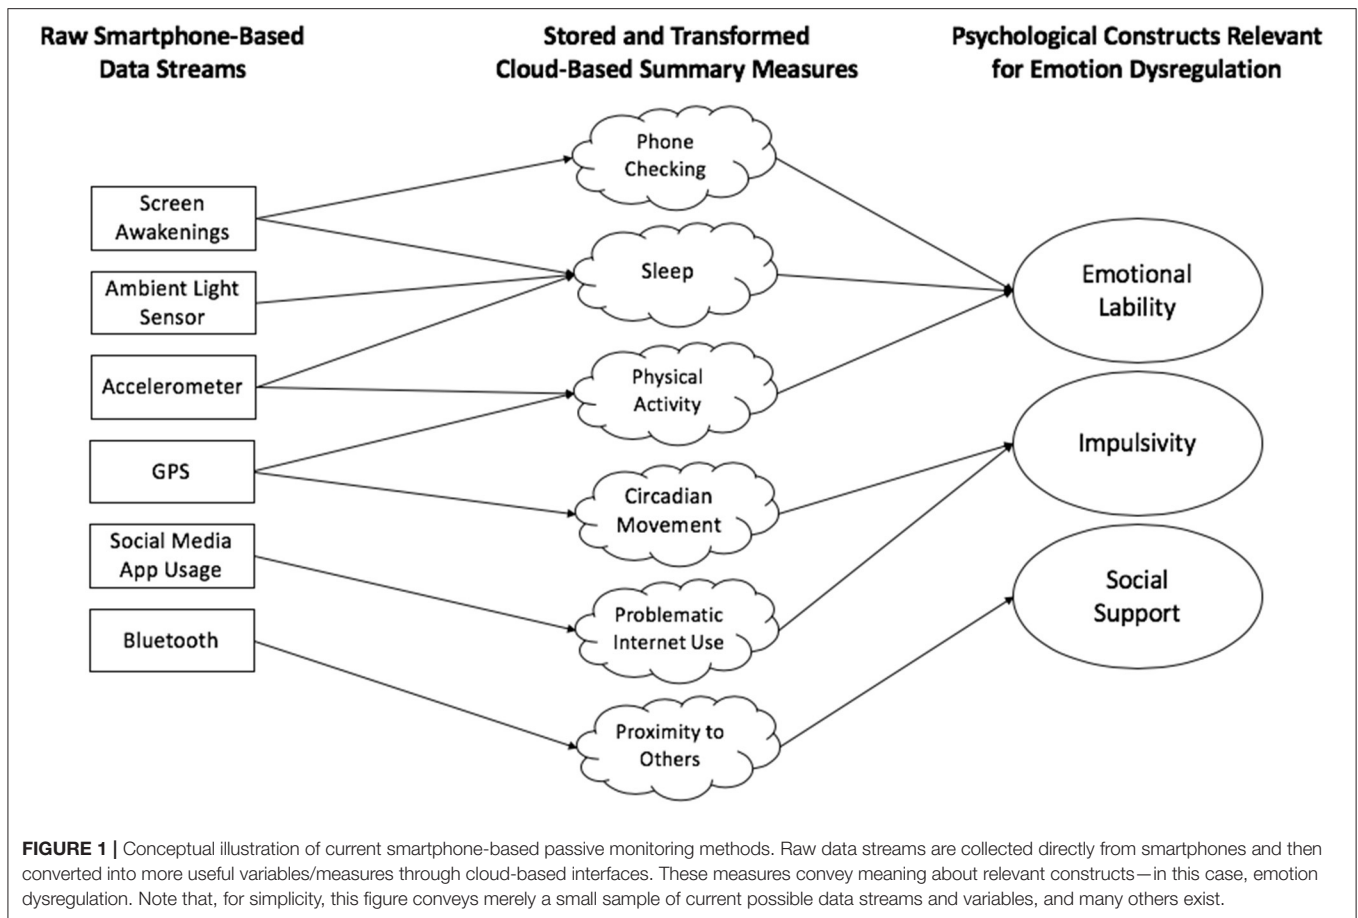 Raw Smartphone-Based
Data Streams
Stored and Transformed
Cloud-Based Summary Measures
Psychological Constructs Relevant
for Emotion Dysregulation
Screen
Awakenings
Ambient Light
Sensor
Accelerometer
GPS
Social Media
App Usage
Bluetooth
Phone
Checking
Sleep
Physical
Activity
Circadian
Movement
Problematic
Internet Use
Proximity to
Others
Emotional
Lability
Impulsivity
Social
Support
FIGURE 1 | Conceptual illustration of current smartphone-based passive monitoring methods. Raw data streams are collected directly from smartphones and then
converted into more useful variables/measures through cloud-based interfaces. These measures convey meaning about relevant constructs—in this case, emotion
dysregulation. Note that, for simplicity, this figure conveys merely a small sample of current possible data streams and variables, and many others exist.